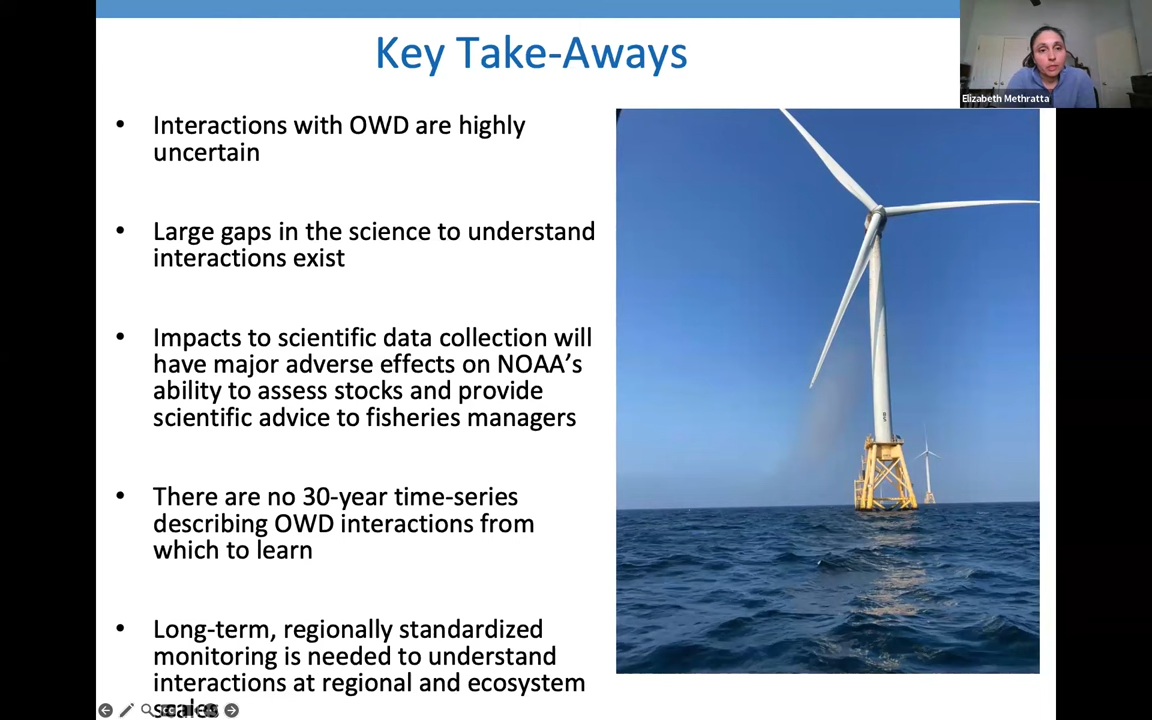 Key Take-Aways
Elizabeth Methratta
• Interactions with OWD are highly
uncertain
• Large gaps in the science to understand
interactions exist
• Impacts to scientific data collection will
have major adverse effects on NOAA’s
ability to assess stocks and provide
scientific advice to fisheries managers
• There are no 30-year time-series
describing OWD interactions from
which to learn
• Long-term, regionally standardized
monitoring is needed to understand
interactions at regional and ecosystem
scales